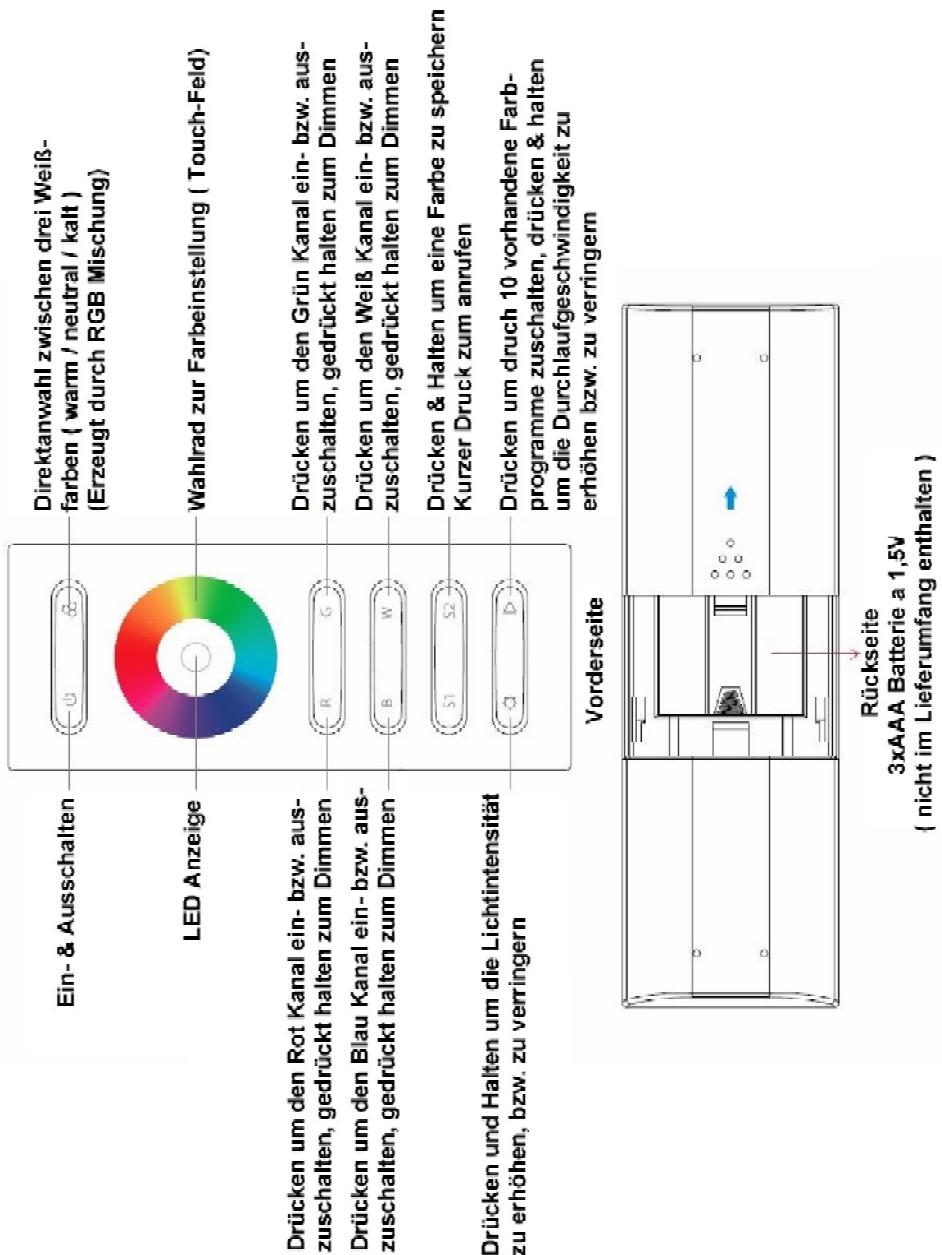 Ein- & Ausschalten
LED Anzeige
Drücken um den Rot Kanal ein- bzw. aus-
zuschalten, gedrückt halten zum Dimmen
Drücken um den Blau Kanal ein- bzw. aus-
zuschalten, gedrückt halten zum Dimmen
Drücken und Halten um die Lichtintensität
zu erhöhen, bzw. zu verringern
R
G
B
W
S1
S2
Direktanwahl zwischen drei Weiß-
farben ( warm / neutral / kalt )
(Erzeugt durch RGB Mischung)
Wahlrad zur Farbeinstellung ( Touch-Feld)
Drücken um den Grün Kanal ein- bzw. aus-
zuschalten, gedrückt halten zum Dimmen
Drücken um den Weiß Kanal ein- bzw. aus-
zuschalten, gedrückt halten zum Dimmen
Drücken & Halten um eine Farbe zu speichern
Kurzer Druck zum anrufen
Drücken um druch 10 vorhandene Farb-
programme zuschalten, drücken & halten
um die Durchlaufgeschwindigkeit zu
erhöhen bzw. zu verringern
Vorderseite
Rückseite
3xAAA Batterie a 1,5V
( nicht im Lieferumfang enthalten )